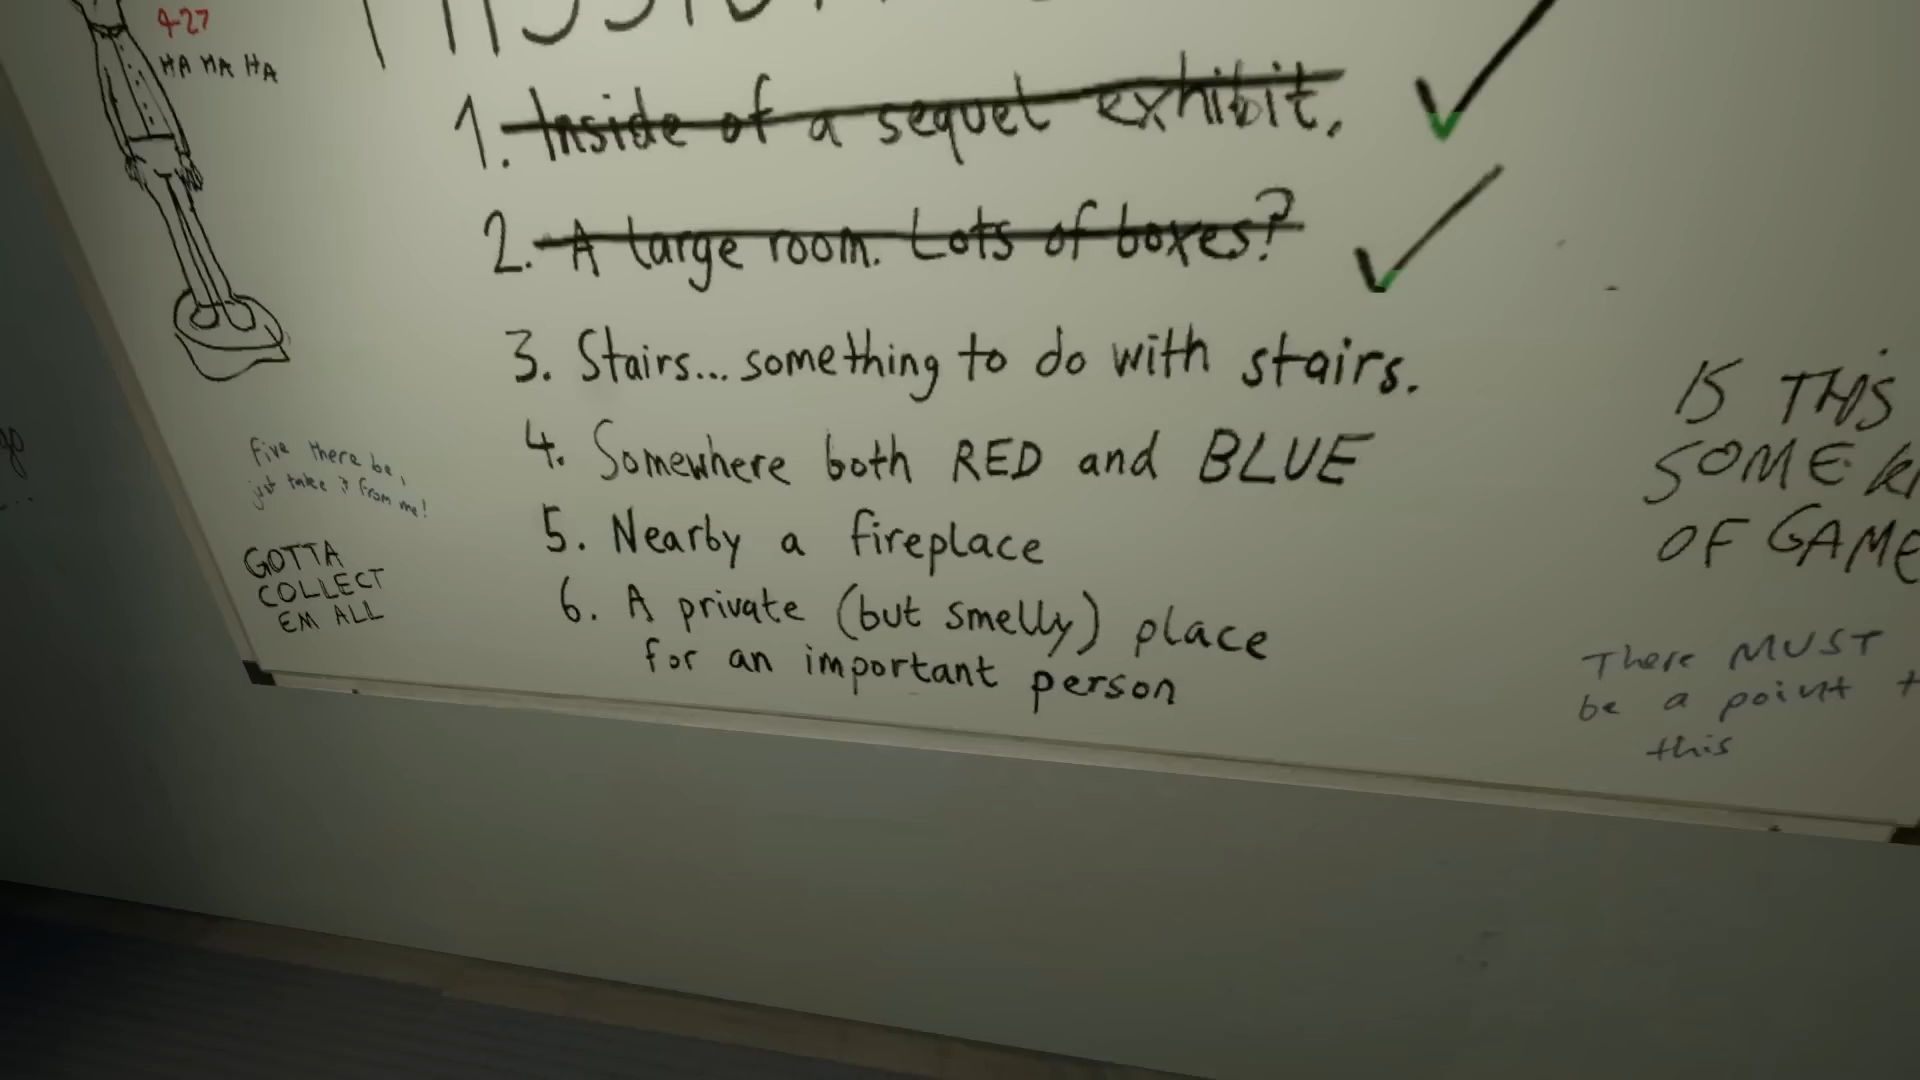 4-27
HA HA HA
1. Inside of a sequel exhibit.
2. A large room. Lots of boxes?
3. Stairs... something to do with stairs.
4. Somewhere both RED and BLUE
5. Nearby a fireplace
6. A private (but smelly) place
for an important person
Five there be,
just take it from me!
GOTTA
COLLECT
EM ALL
IS THIS
SOME
OF GAME
There MUST
be a point
this